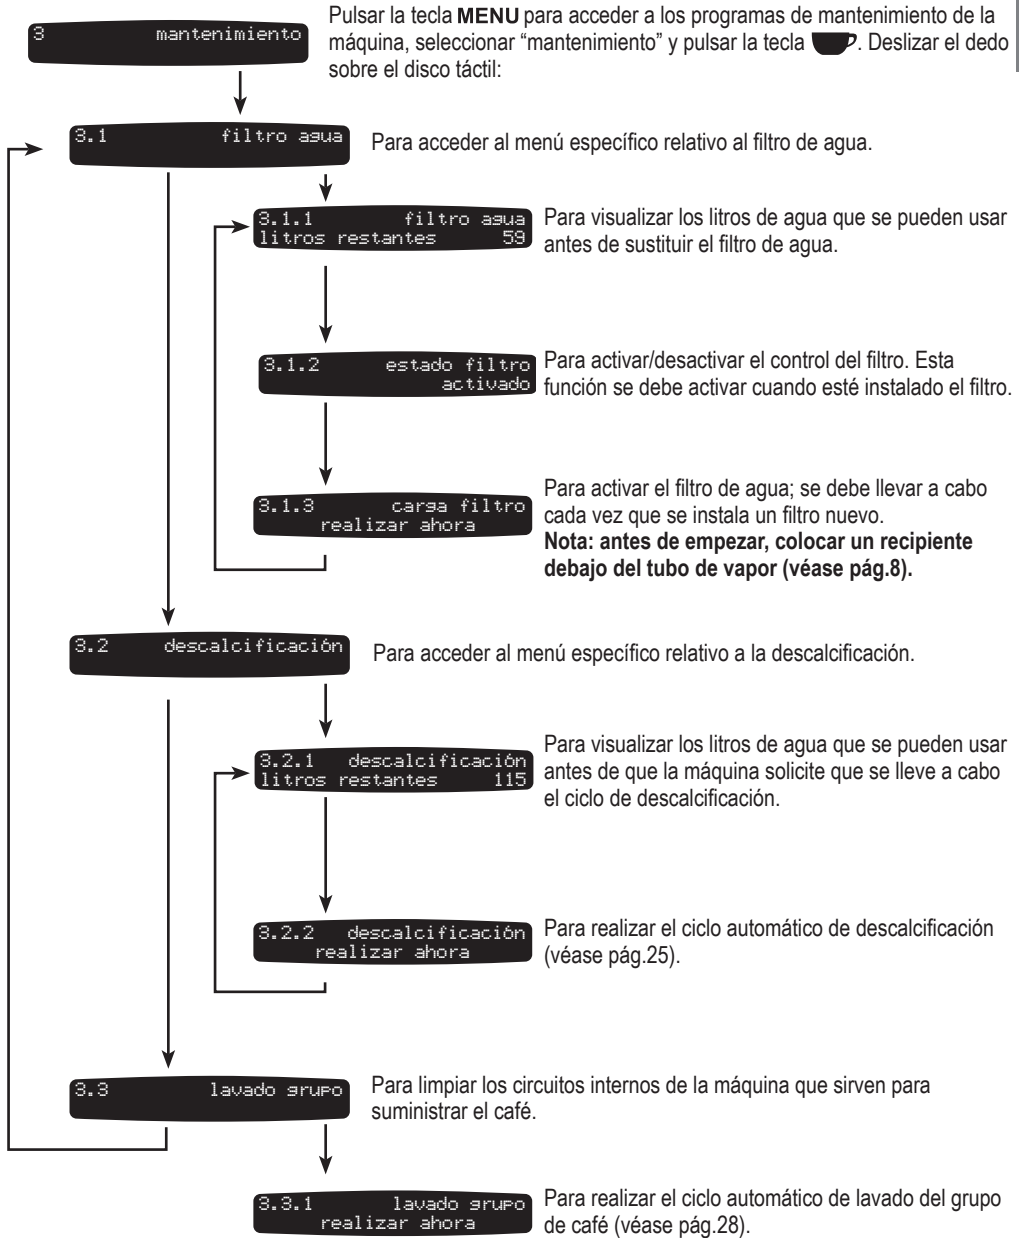 3 mantenimiento
Pulsar la tecla MENU para acceder a los programas de mantenimiento de la
máquina, seleccionar “mantenimiento” y pulsar la tecla . Deslizar el dedo
sobre el disco táctil:
3.1 filtro agua
Para acceder al menú específico relativo al filtro de agua.
3.1.1 filtro agua
litros restantes 59
Para visualizar los litros de agua que se pueden usar
antes de sustituir el filtro de agua.
3.1.2 estado filtro
activado
Para activar/desactivar el control del filtro. Esta
función se debe activar cuando esté instalado el filtro.
3.1.3 carga filtro
realizar ahora
Para activar el filtro de agua; se debe llevar a cabo
cada vez que se instala un filtro nuevo.
Nota: antes de empezar, colocar un recipiente
debajo del tubo de vapor (véase pág.8).
3.2 descalcificación
Para acceder al menú específico relativo a la descalcificación.
3.2.1 descalcificación
litros restantes 115
Para visualizar los litros de agua que se pueden usar
antes de que la máquina solicite que se lleve a cabo
el ciclo de descalcificación.
3.2.2 descalcificación
realizar ahora
Para realizar el ciclo automático de descalcificación
(véase pág.25).
3.3 lavado grupo
Para limpiar los circuitos internos de la máquina que sirven para
suministrar el café.
3.3.1 lavado grupo
realizar ahora
Para realizar el ciclo automático de lavado del grupo
de café (véase pág.28).